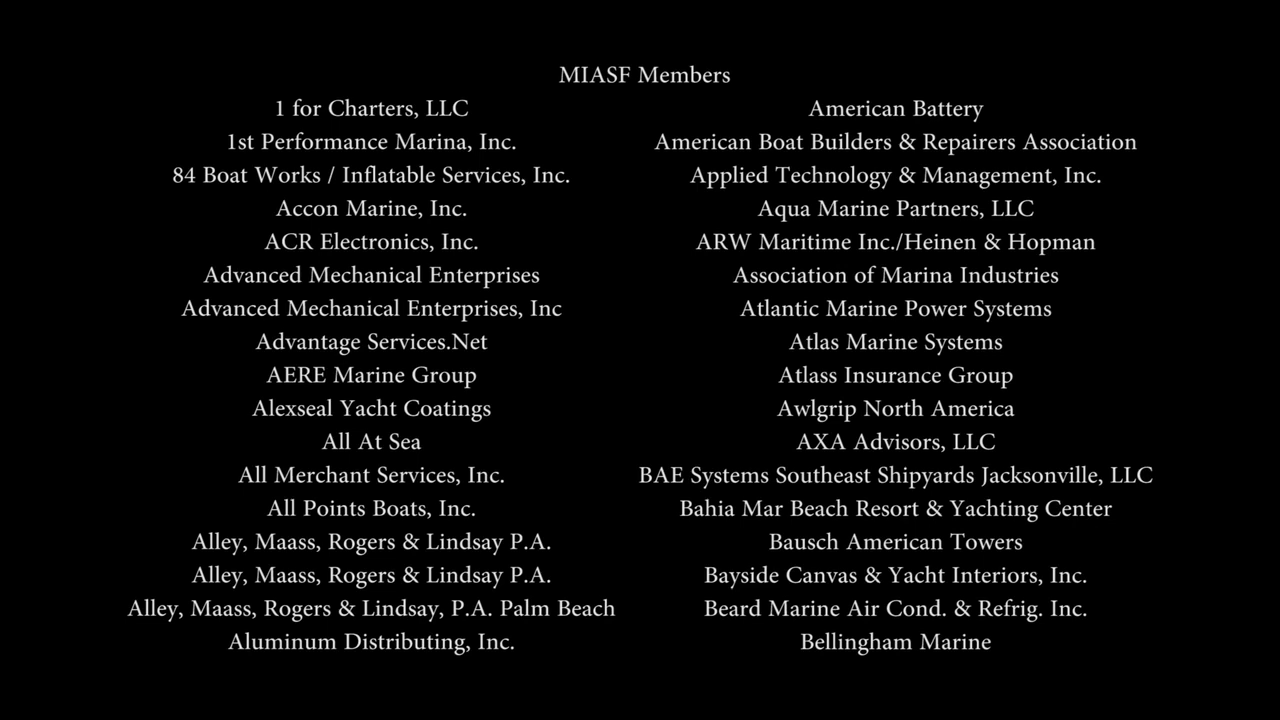 MIASF Members
1 for Charters, LLC
1st Performance Marina, Inc.
84 Boat Works / Inflatable Services, Inc.
Accon Marine, Inc.
ACR Electronics, Inc.
Advanced Mechanical Enterprises
Advanced Mechanical Enterprises, Inc
Advantage Services.Net
AERE Marine Group
Alexseal Yacht Coatings
All At Sea
All Merchant Services, Inc.
All Points Boats, Inc.
Alley, Maass, Rogers & Lindsay P.A.
Alley, Maass, Rogers & Lindsay P.A.
Alley, Maass, Rogers & Lindsay, P.A. Palm Beach
Aluminum Distributing, Inc.
American Battery
American Boat Builders & Repairers Association
Applied Technology & Management, Inc.
Aqua Marine Partners, LLC
ARW Maritime Inc./Heinen & Hopman
Association of Marina Industries
Atlantic Marine Power Systems
Atlas Marine Systems
Atlass Insurance Group
Awlgrip North America
AXA Advisors, LLC
BAE Systems Southeast Shipyards Jacksonville, LLC
Bahia Mar Beach Resort & Yachting Center
Bausch American Towers
Bayside Canvas & Yacht Interiors, Inc.
Beard Marine Air Cond. & Refrig. Inc.
Bellingham Marine